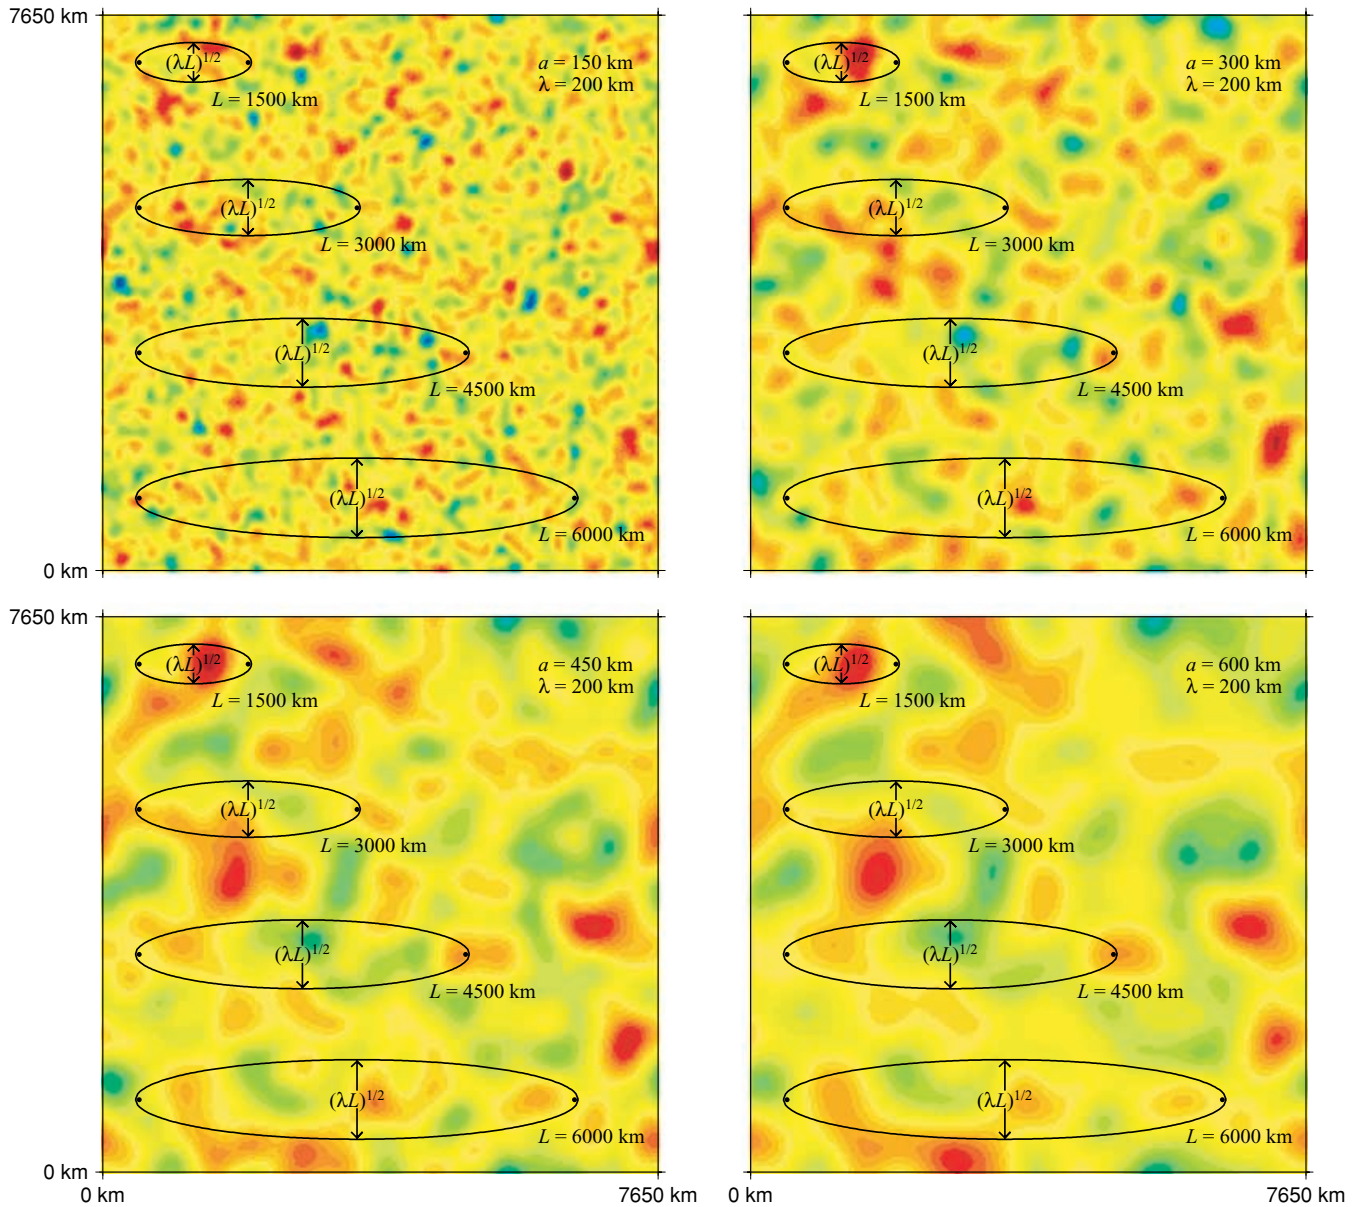 7650 km
(λL)1/2
a = 150 km
λ = 200 km
L = 1500 km
(λL)1/2
L = 3000 km
(λL)1/2
L = 4500 km
(λL)1/2
L = 6000 km
0 km
(λL)1/2
a = 300 km
λ = 200 km
L = 1500 km
(λL)1/2
L = 3000 km
(λL)1/2
L = 4500 km
(λL)1/2
L = 6000 km
7650 km
(λL)1/2
a = 450 km
λ = 200 km
L = 1500 km
(λL)1/2
L = 3000 km
(λL)1/2
L = 4500 km
(λL)1/2
L = 6000 km
0 km
0 km
7650 km
(λL)1/2
a = 600 km
λ = 200 km
L = 1500 km
(λL)1/2
L = 3000 km
(λL)1/2
L = 4500 km
(λL)1/2
L = 6000 km
0 km
7650 km